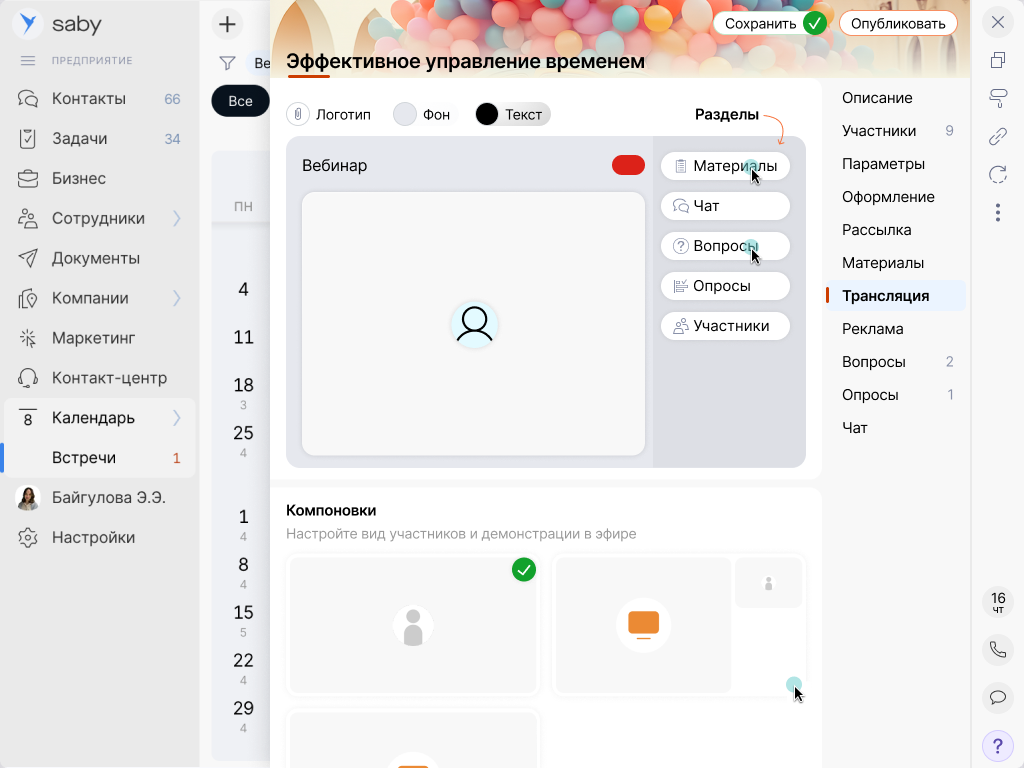 saby
ПРЕДПРИЯТИЕ
Контакты 66
Задачи 34
Бизнес
Сотрудники
Документы
Компании
Маркетинг
Контакт-центр
8 Календарь
Встречи 1
Байгулова Э.Э.
Настройки
Ве
Все
ПН
4
11
18
3
25
4
1
4
8
4
15
5
22
4
29
4
Сохранить
Опубликовать
Эффективное управление временем
Логотип
Фон
Текст
Разделы
Вебинар
Материалы
Чат
Вопросы
Опросы
Участники
Компоновки
Настройте вид участников и демонстрации в эфире
Описание
Участники 9
Параметры
Оформление
Рассылка
Материалы
Трансляция
Реклама
Вопросы 2
Опросы 1
Чат
16
чт
?